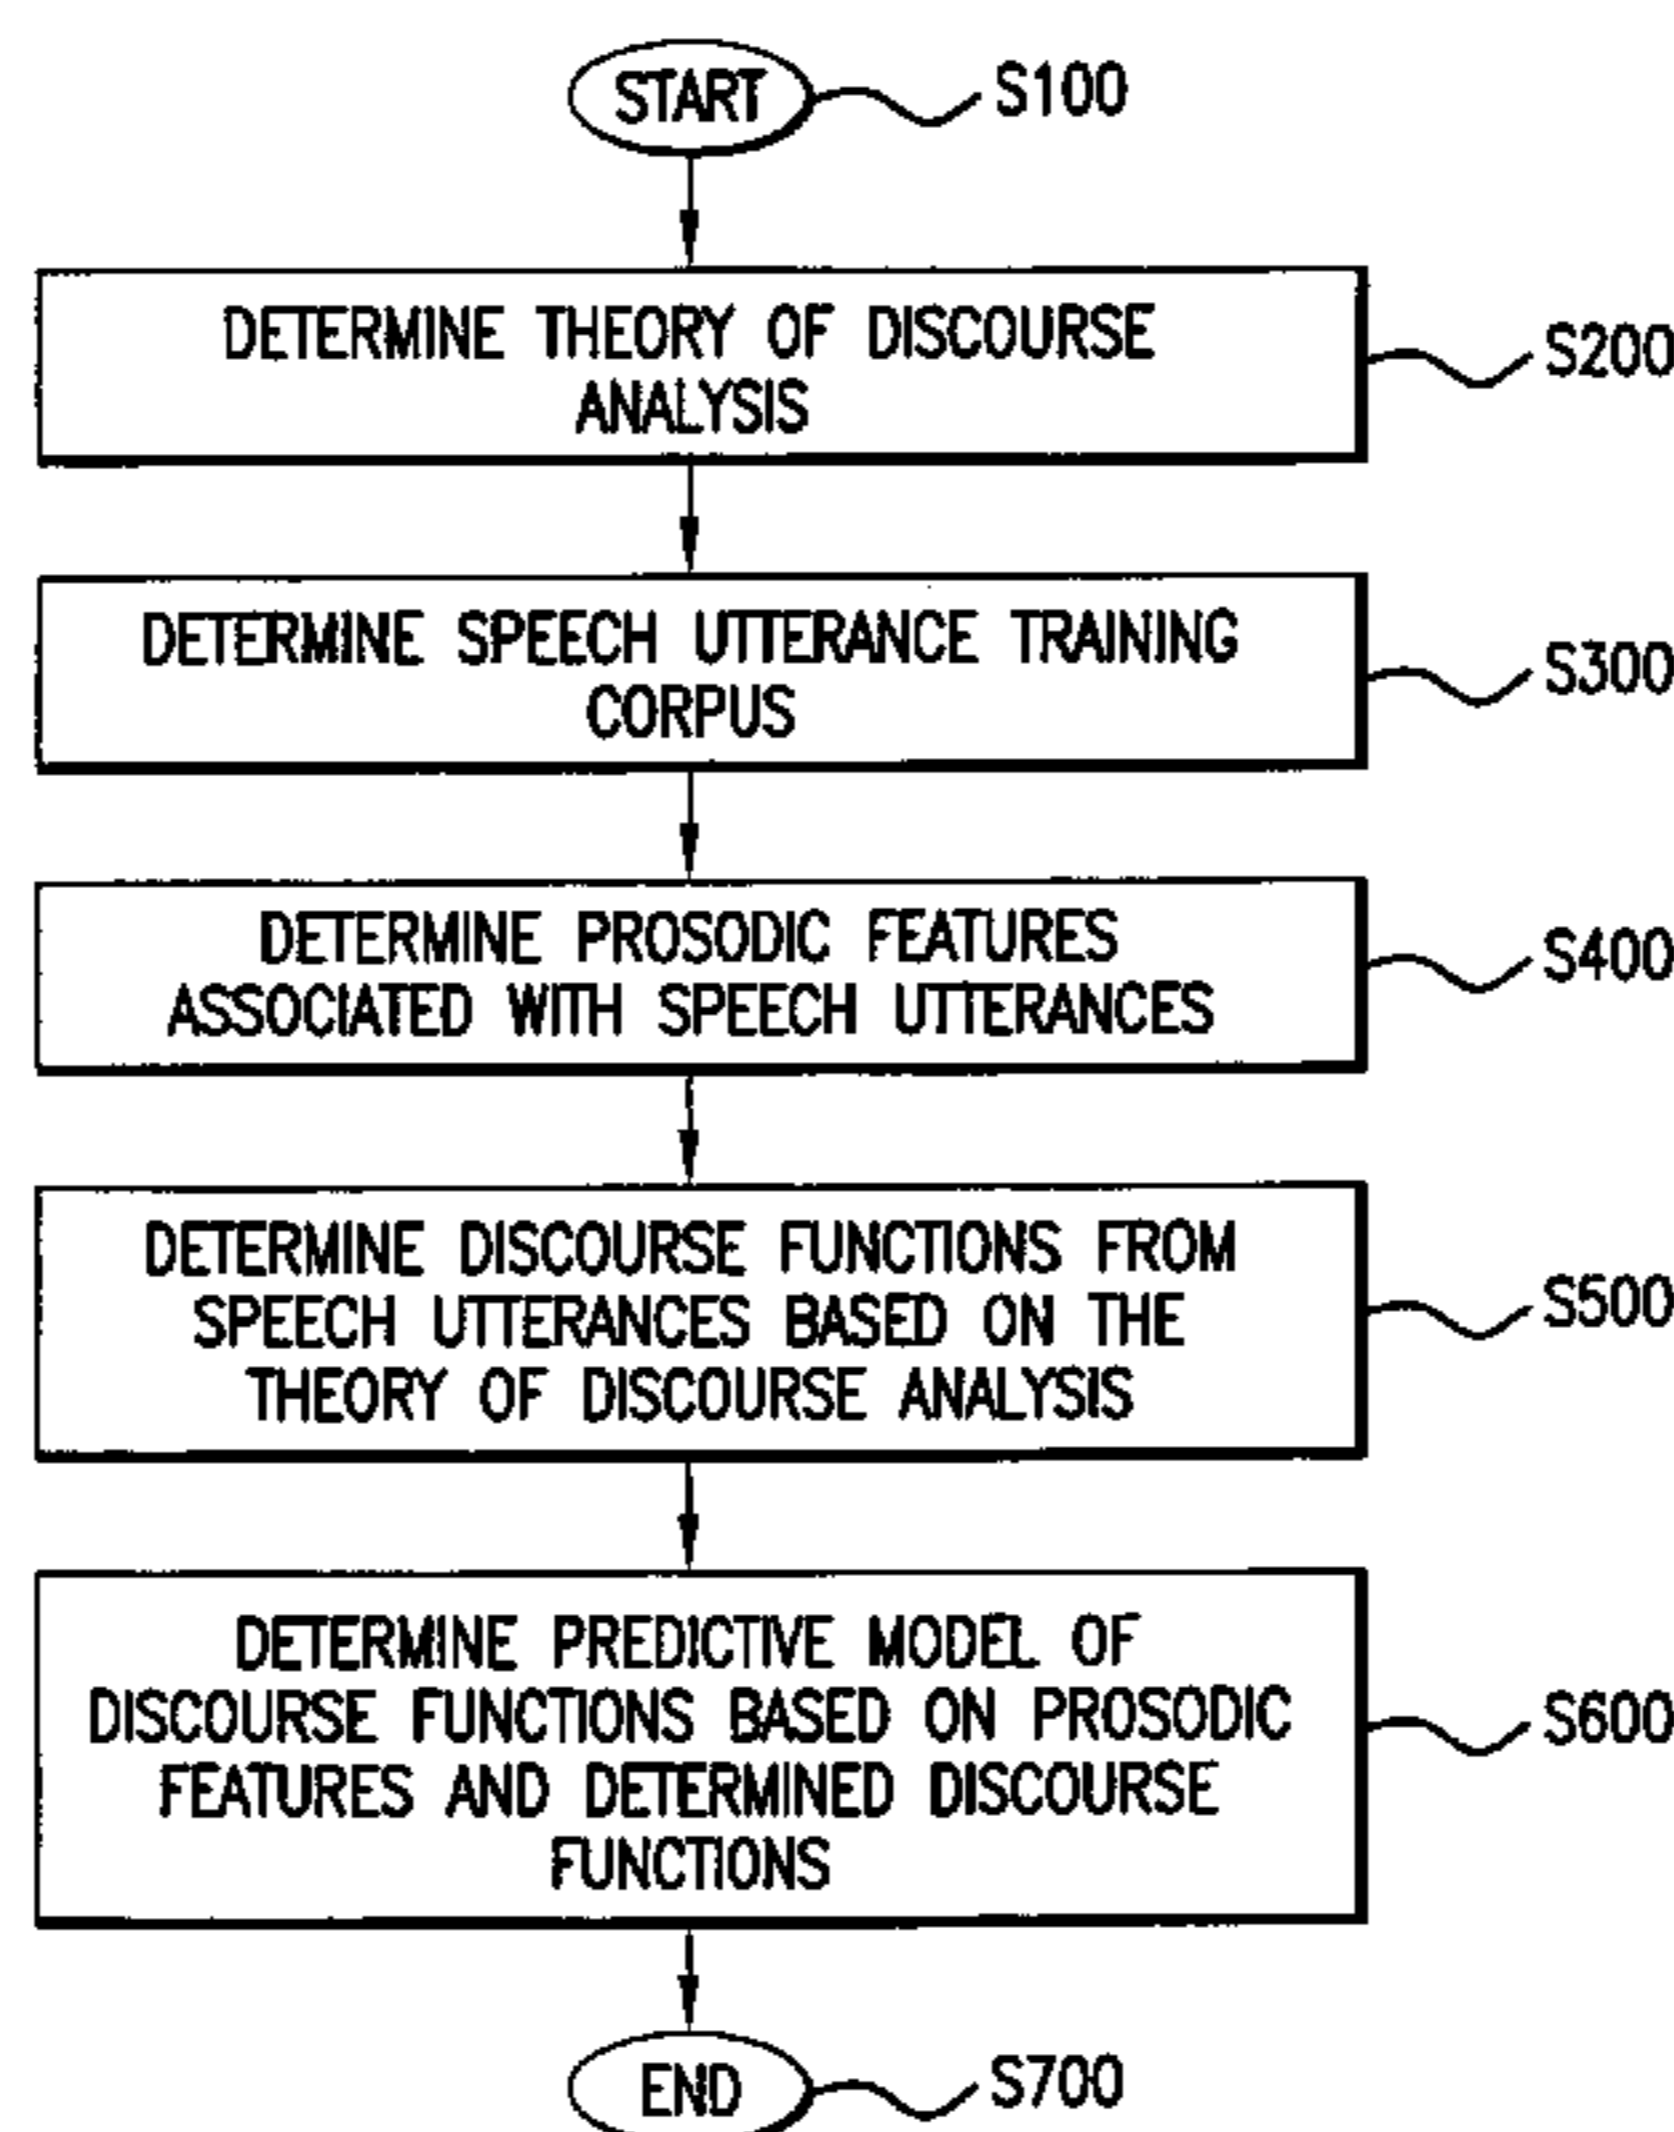 START
S100
DETERMINE THEORY OF DISCOURSE
ANALYSIS
S200
DETERMINE SPEECH UTTERANCE TRAINING
CORPUS
S300
DETERMINE PROSODIC FEATURES
ASSOCIATED WITH SPEECH UTTERANCES
S400
DETERMINE DISCOURSE FUNCTIONS FROM
SPEECH UTTERANCES BASED ON THE
THEORY OF DISCOURSE ANALYSIS
S500
DETERMINE PREDICTIVE MODEL OF
DISCOURSE FUNCTIONS BASED ON PROSODIC
FEATURES AND DETERMINED DISCOURSE
FUNCTIONS
S600
END
S700